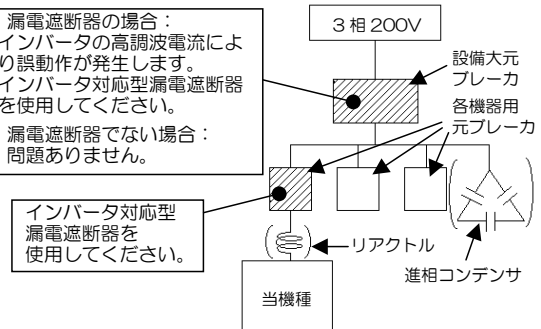 漏電遮断器の場合：
インバータの高調波電流によ
り誤動作が発生します。
インバータ対応型漏電遮断器
を使用してください。
漏電遮断器でない場合：
問題ありません。
３相200V
設備大元
ブレーカ
各機器用
元ブレーカ
インバータ対応型
漏電遮断器を
使用してください。
リアクトル
進相コンデンサ
当機種